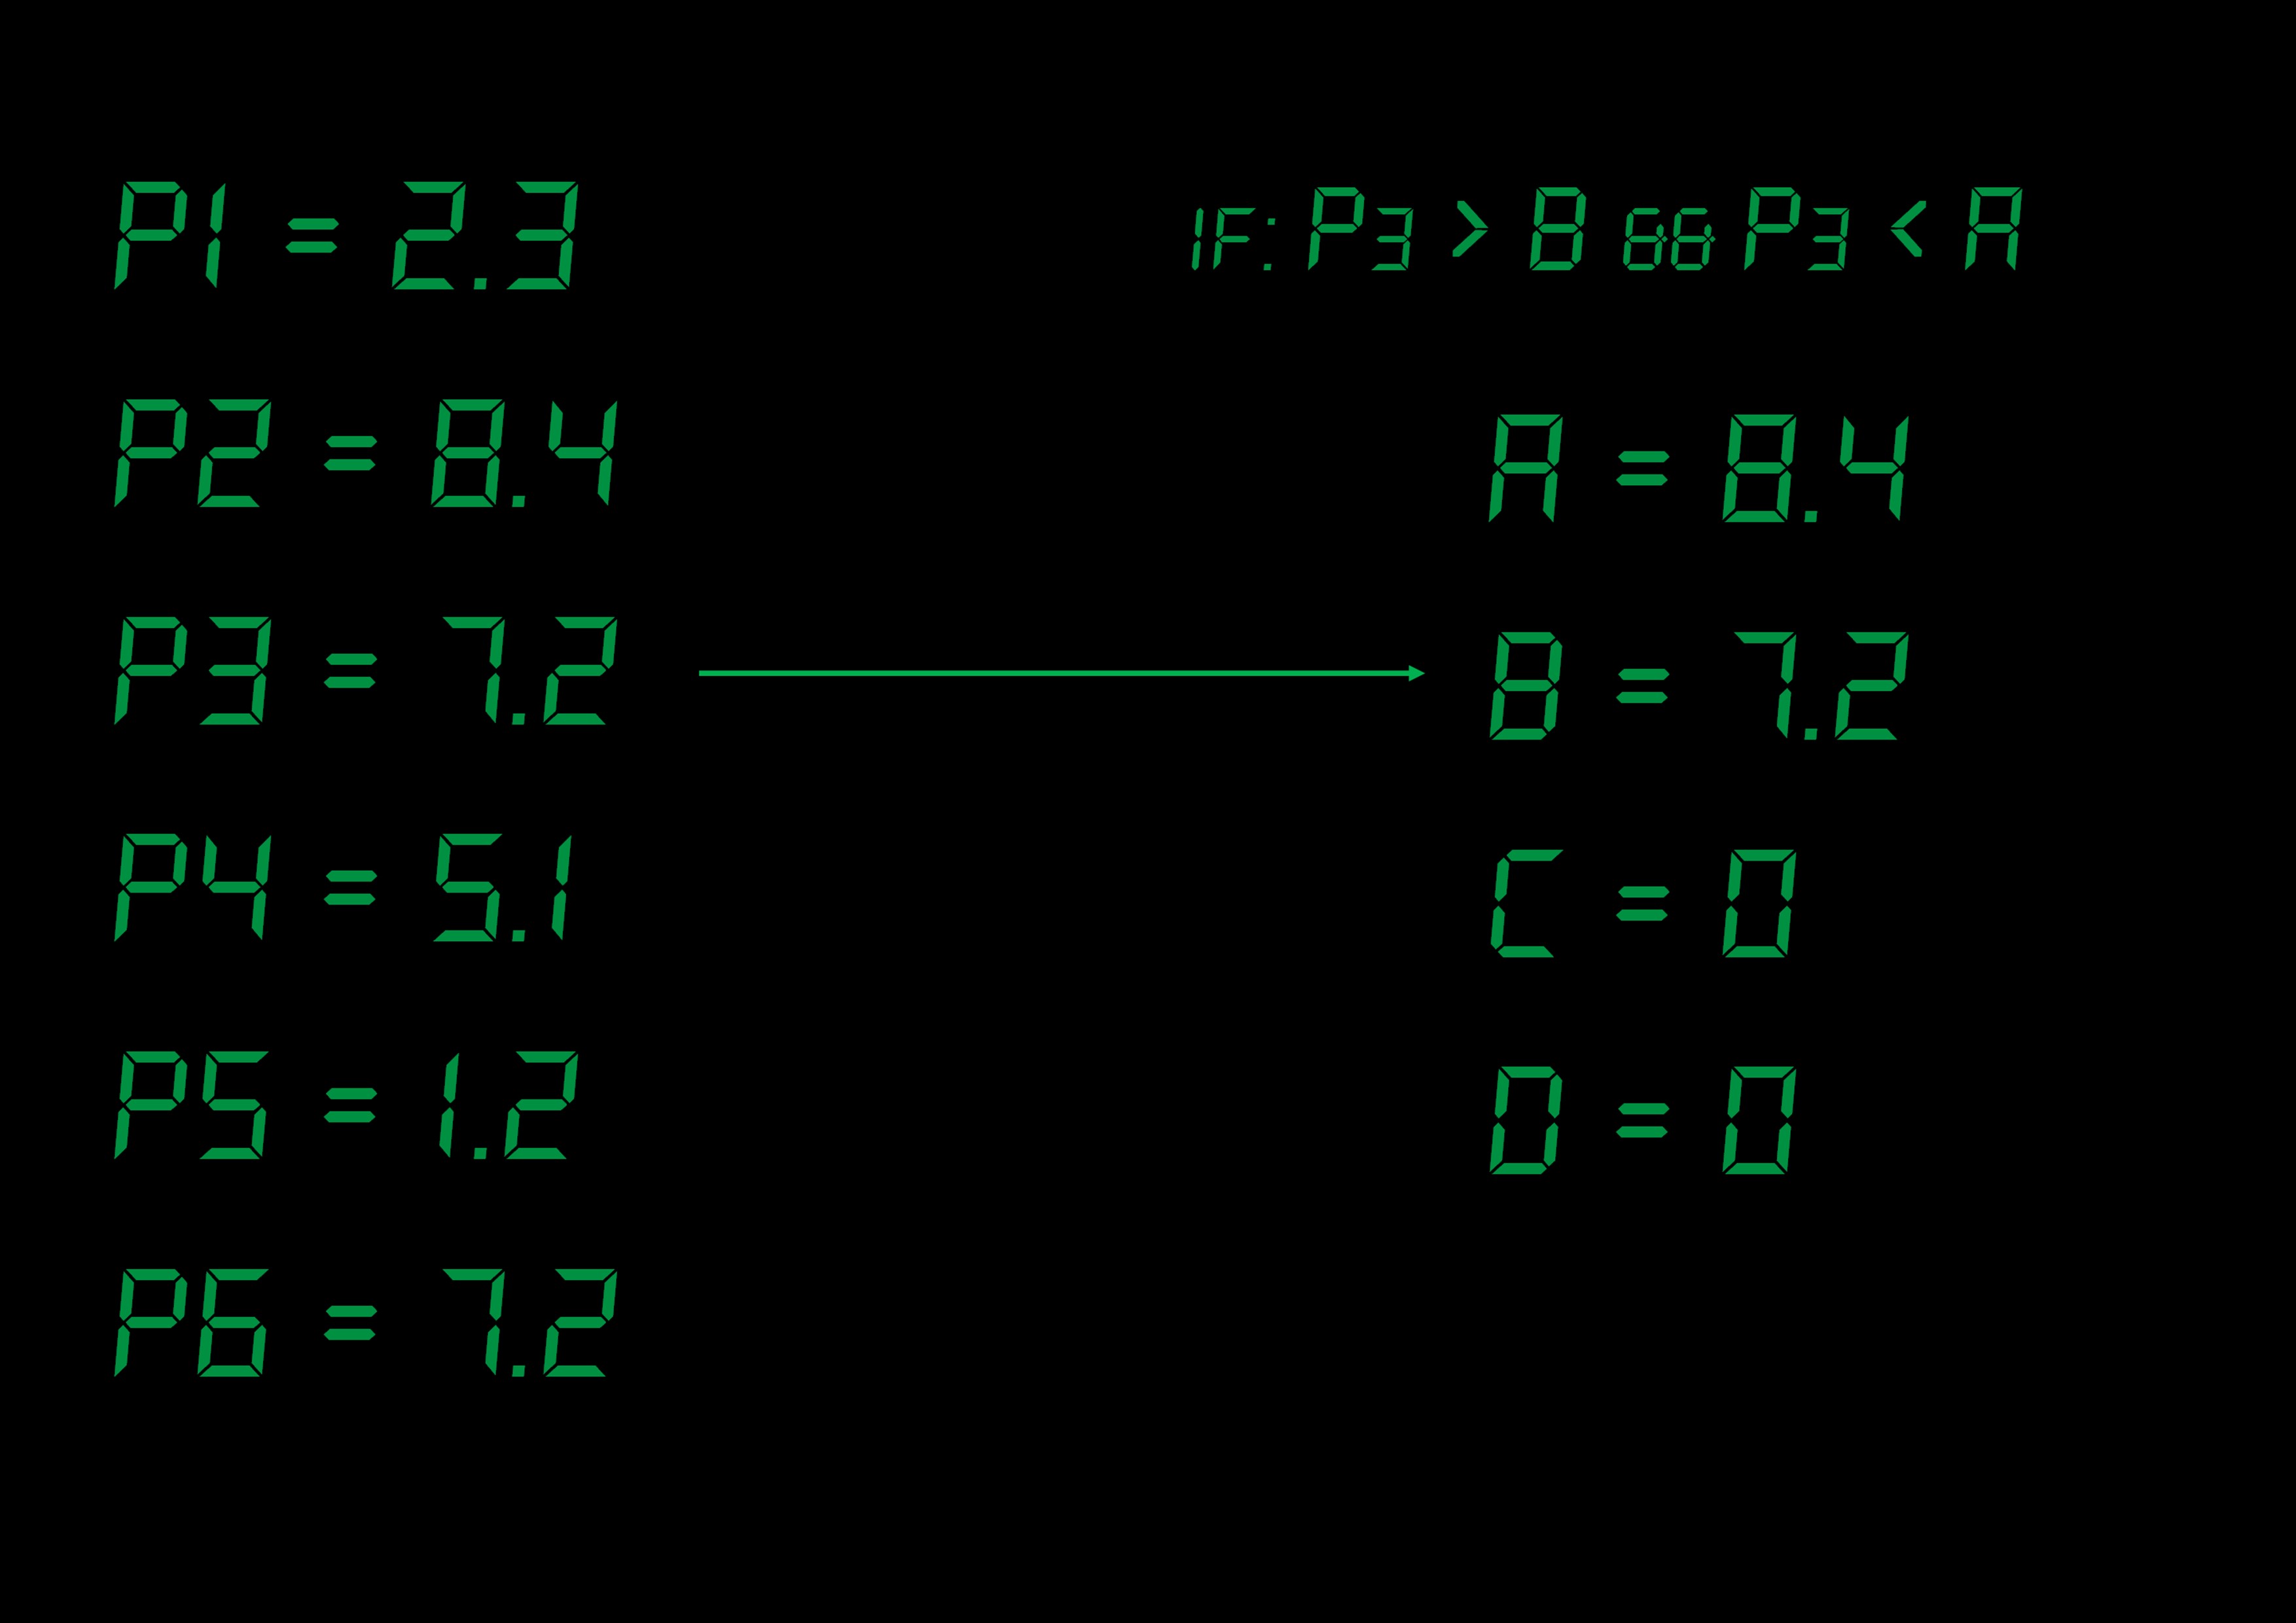 P1 = 2.3
P2 = 8.4
P3 = 7.2
P4 = 5.1
P5 = 1.2
P6 = 7.2
IF: P3 > B && P3 < A
A = 8.4
B = 7.2
C = 0
D = 0